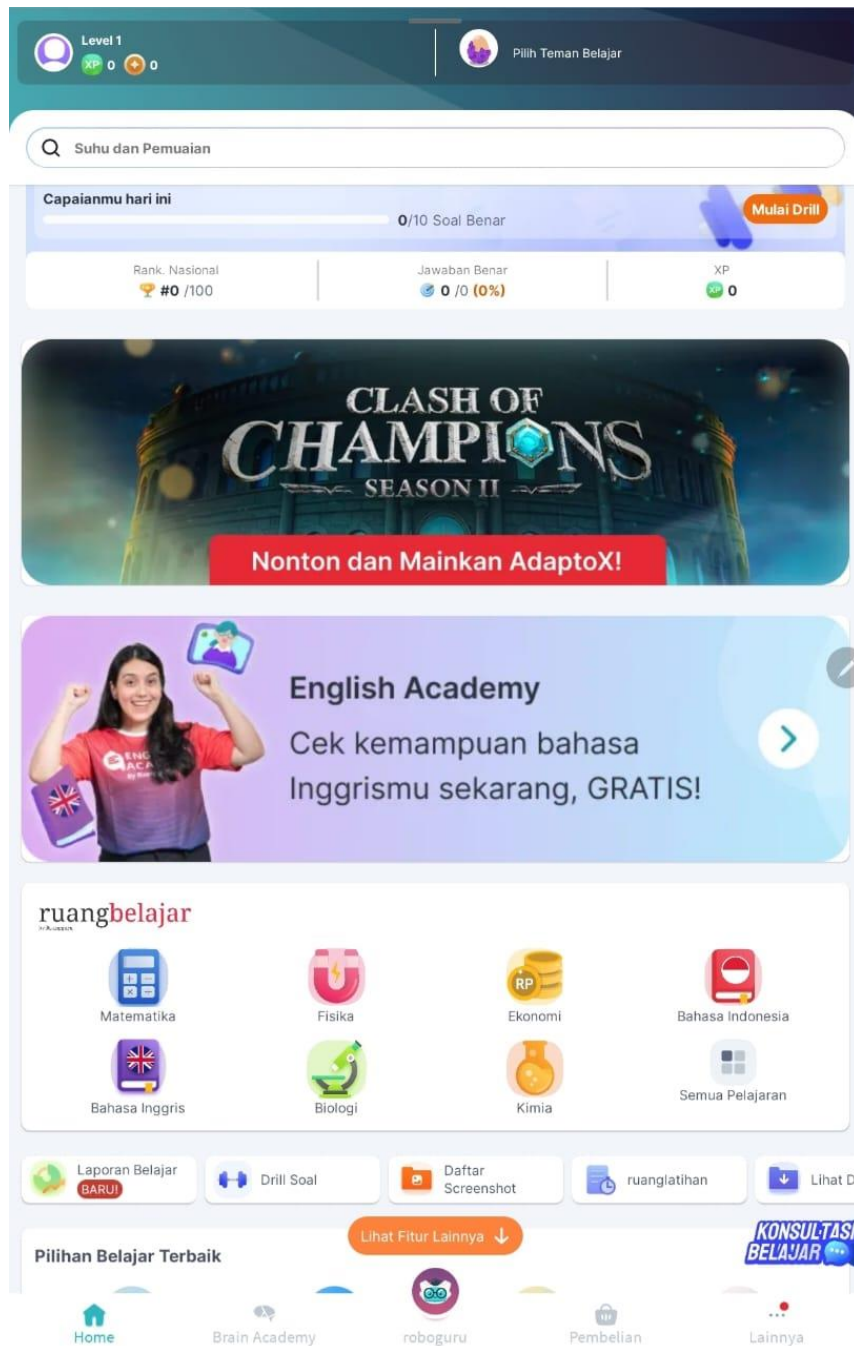 Level 1
XP 0 0
Pilih Teman Belajar
Suhu dan Pemuaian
Capaianmu hari ini
0/10 Soal Benar
Mulai Drill
Rank. Nasional
#0 /100
Jawaban Benar
0 /0 (0%)
XP
XP 0
CLASH OF
CHAMPIONS
SEASON II
Nonton dan Mainkan AdaptoX!
English Academy
Cek kemampuan bahasa
Inggrismu sekarang, GRATIS!
ruangbelajar
Matematika
Fisika
RP
Ekonomi
Bahasa Indonesia
Bahasa Inggris
Biologi
Kimia
Semua Pelajaran
Laporan Belajar
BARU!
Drill Soal
Daftar
Screenshot
ruanglatihan
Lihat D
Lihat Fitur Lainnya
KONSULTASI
BELAJAR
Pilihan Belajar Terbaik
Home
Brain Academy
roboguru
Pembelian
Lainnya